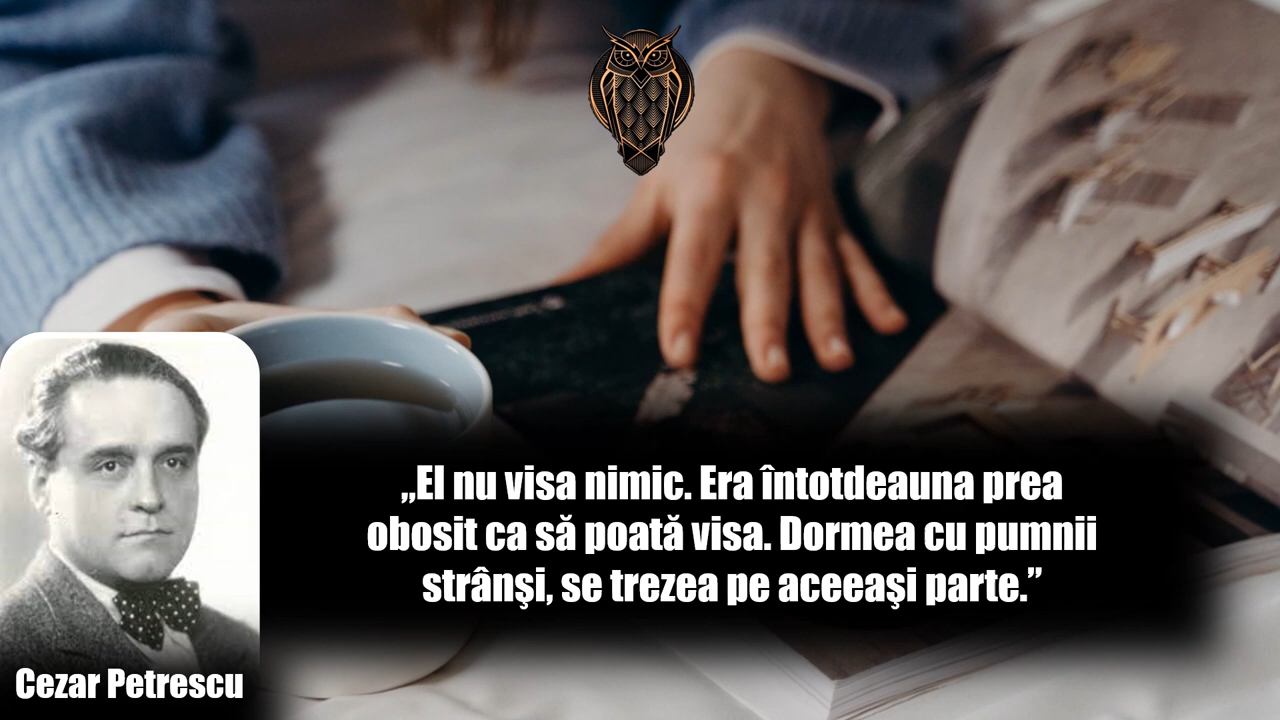 „El nu visa nimic. Era întotdeauna prea
obosit ca să poată visa. Dormea cu pumnii
strânşi, se trezea pe aceeaşi parte.”
Cezar Petrescu